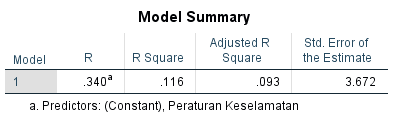 Model Summary
Model R R Square Adjusted R Square Std. Error of the Estimate
1 .340a .116 .093 3.672
a. Predictors: (Constant), Peraturan Keselamatan